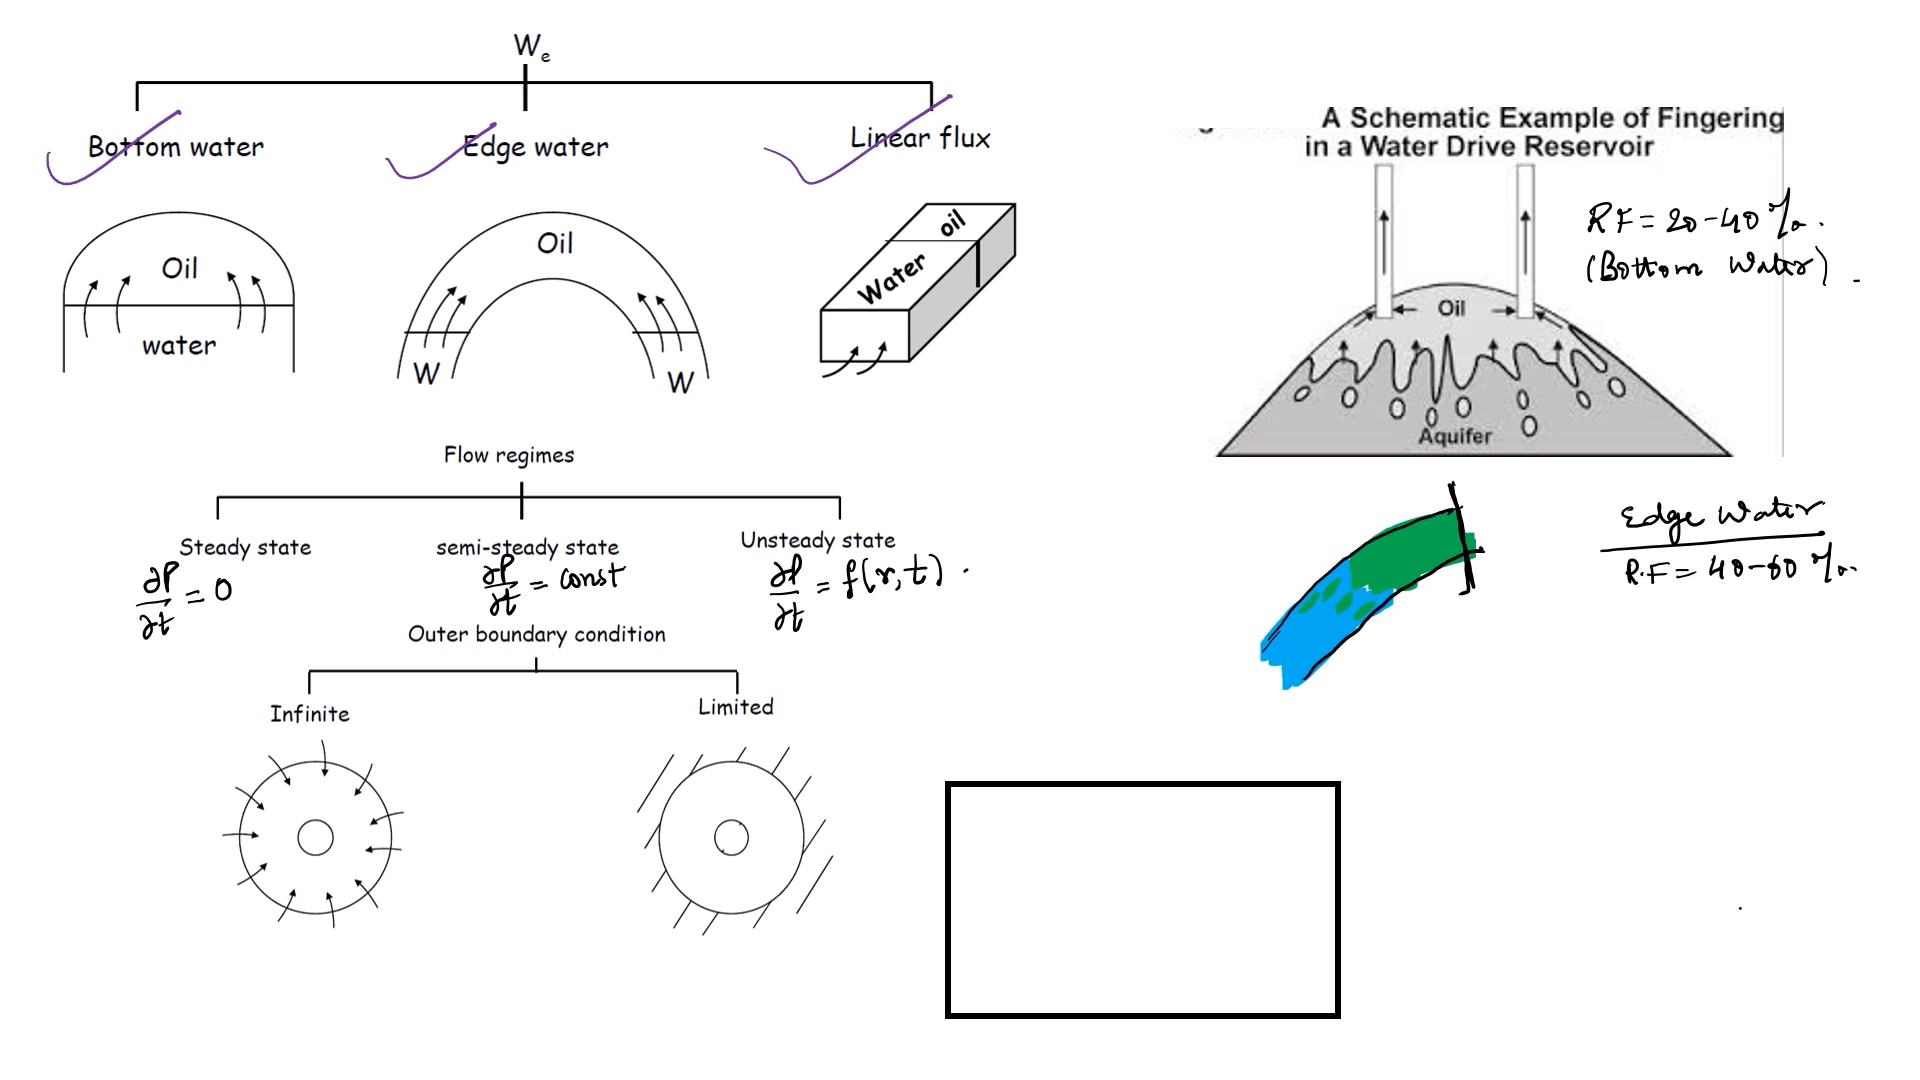 We
Bottom water
Edge water
Linear flux
Oil
water
Oil
W
W
oil
Water
Flow regimes
Steady state
semi-steady state
Unsteady state
∂P/∂t = 0
∂P/∂t = const
∂P/∂t = f(r,t).
Outer boundary condition
Infinite
Limited
A Schematic Example of Fingering
in a Water Drive Reservoir
Oil
Aquifer
RF = 20-40%.
(Bottom Water).
Edge Water
R.F = 40-60%.